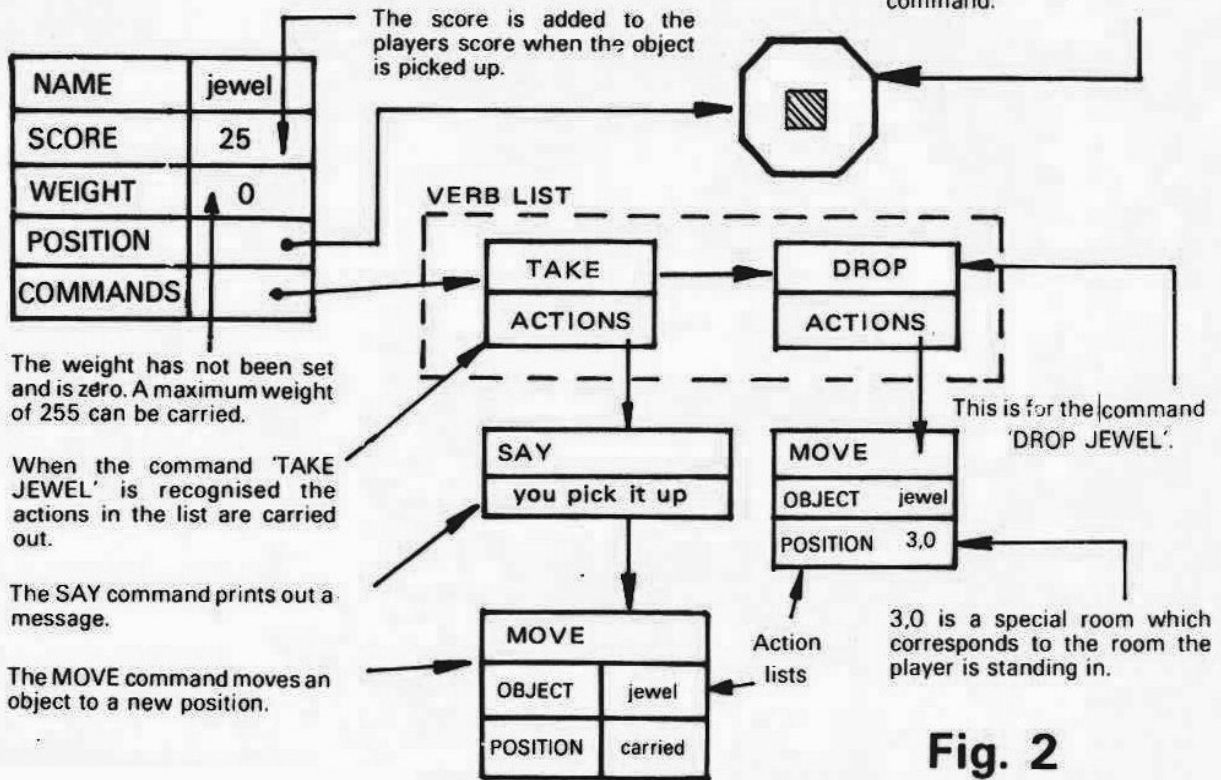 command.
The score is added to the
players score when the object
is picked up.
NAME jewel
SCORE 25
WEIGHT 0
POSITION
COMMANDS
VERB LIST
TAKE
ACTIONS
DROP
ACTIONS
The weight has not been set
and is zero. A maximum weight
of 255 can be carried.
This is for the command
'DROP JEWEL'.
When the command 'TAKE
JEWEL' is recognised the
actions in the list are carried
out.
SAY
you pick it up
MOVE
OBJECT jewel
POSITION 3,0
The SAY command prints out a
message.
The MOVE command moves an
object to a new position.
MOVE
OBJECT jewel
POSITION carried
Action
lists
3,0 is a special room which
corresponds to the room the
player is standing in.
Fig. 2